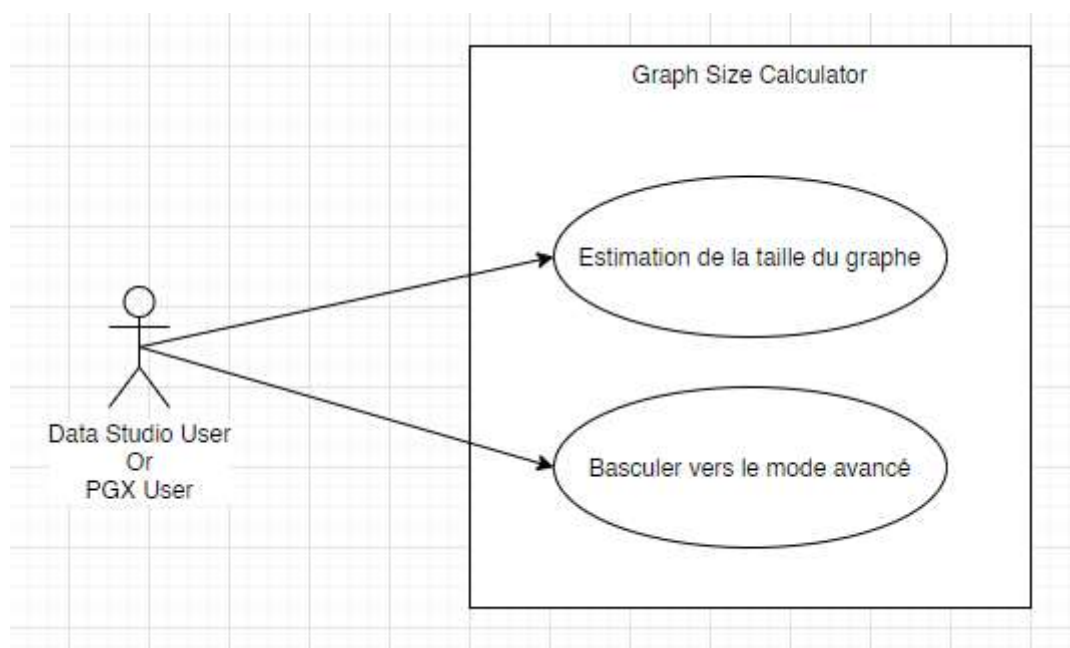 Graph Size Calculator
Estimation de la taille du graphe
Basculer vers le mode avancé
Data Studio User
Or
PGX User